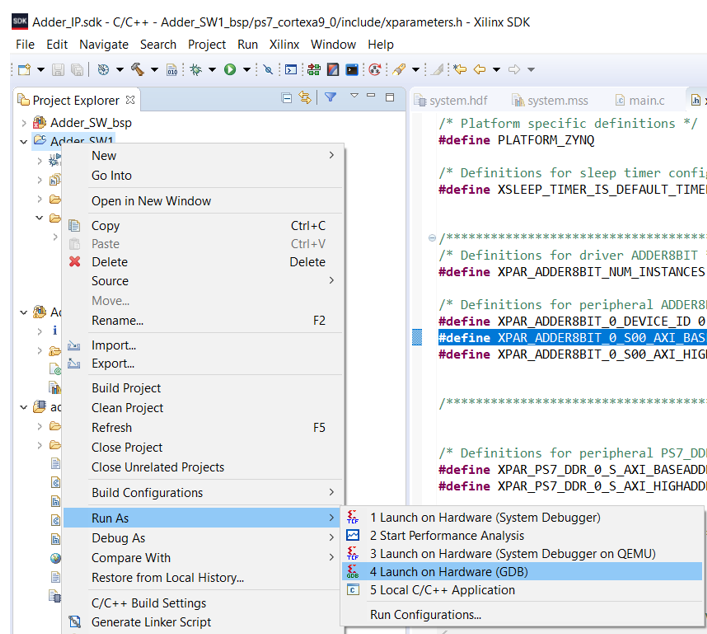 Adder_IP.sdk - C/C++ - Adder_SW1_bsp/ps7_cortexa9_0/include/xparameters.h - Xilinx SDK
File Edit Navigate Search Project Run Xilinx Window Help
Project Explorer
system.hdf system.mss main.c
Adder_SW_bsp
Adder_SW1
New
Go Into
Open in New Window
Copy Ctrl+C
Paste Ctrl+V
Delete Delete
Source
Move...
Rename... F2
Import...
Export...
Build Project
Clean Project
Refresh F5
Close Project
Close Unrelated Projects
Build Configurations
Run As
Debug As
Compare With
Restore from Local History...
C/C++ Build Settings
Generate Linker Script
1 Launch on Hardware (System Debugger)
2 Start Performance Analysis
3 Launch on Hardware (System Debugger on QEMU)
4 Launch on Hardware (GDB)
5 Local C/C++ Application
Run Configurations...
/* Platform specific definitions */
#define PLATFORM_ZYNQ
/* Definitions for sleep timer confi
#define XSLEEP_TIMER_IS_DEFAULT_TIME
/***********************************
/* Definitions for driver ADDER8BIT *
#define XPAR_ADDER8BIT_NUM_INSTANCES
/* Definitions for peripheral ADDER8B
#define XPAR_ADDER8BIT_0_DEVICE_ID 0
#define XPAR_ADDER8BIT_0_S00_AXI_BAS
#define XPAR_ADDER8BIT_0_S00_AXI_HIG
/***********************************
/* Definitions for peripheral PS7_DD
#define XPAR_PS7_DDR_0_S_AXI_BASEADD
#define XPAR_PS7_DDR_0_S_AXI_HIGHADD